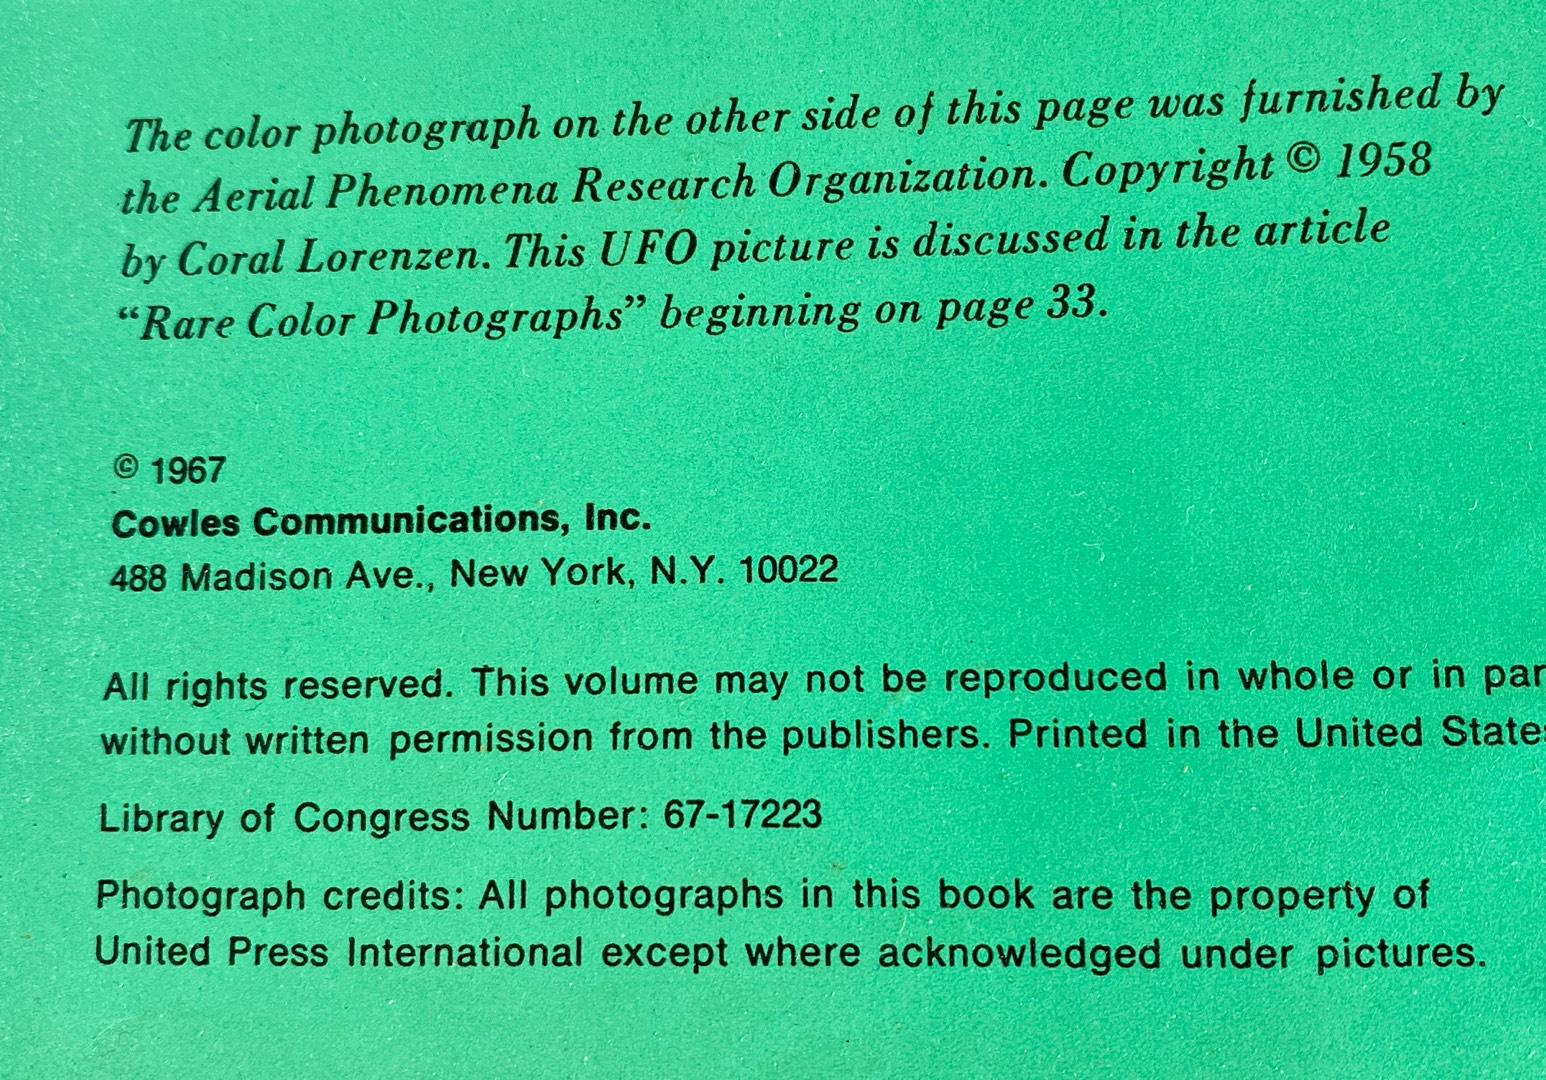 The color photograph on the other side of this page was furnished by
the Aerial Phenomena Research Organization. Copyright © 1958
by Coral Lorenzen. This UFO picture is discussed in the article
“Rare Color Photographs” beginning on page 33.
© 1967
Cowles Communications, Inc.
488 Madison Ave., New York, N.Y. 10022
All rights reserved. This volume may not be reproduced in whole or in par
without written permission from the publishers. Printed in the United States
Library of Congress Number: 67-17223
Photograph credits: All photographs in this book are the property of
United Press International except where acknowledged under pictures.